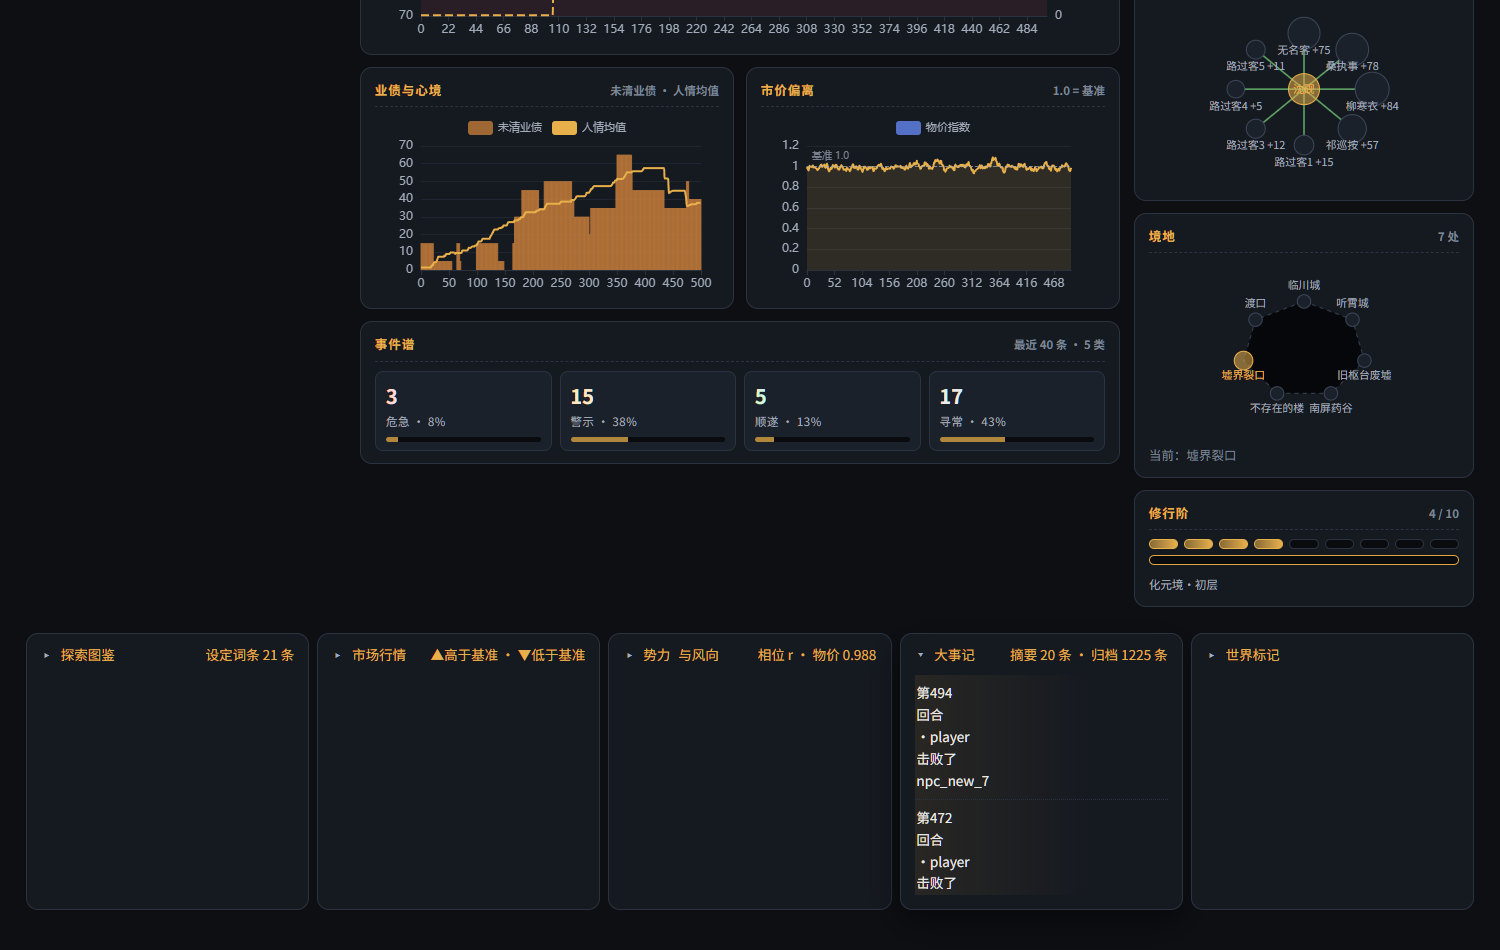 70
0
0 22 44 66 88 110 132 154 176 198 220 242 264 286 308 330 352 374 396 418 440 462 484
业债与心境
未清业债 · 人情均值
未清业债
人情均值
70
60
50
40
30
20
10
0
0 50 100 150 200 250 300 350 400 450 500
市价偏离
1.0 = 基准
物价指数
基准 1.0
1.2
1
0.8
0.6
0.4
0.2
0
0 52 104 156 208 260 312 364 416 468
事件谱
最近 40 条 · 5 类
3
危急 · 8%
15
警示 · 38%
5
顺遂 · 13%
17
寻常 · 43%
无名客 +75
路过客5 +11
桑执事 +78
路过客4 +5
柳寒衣 +84
路过客3 +12
祁巡按 +57
路过客1 +15
境地
7 处
临川城
渡口
听霄城
墟界裂口
旧枢台废墟
不存在的楼
南屏药谷
当前：墟界裂口
修行阶
4 / 10
化元境·初层
▸ 探索图鉴
设定词条 21 条
▸ 市场行情
▲高于基准 · ▼低于基准
▸ 势力 与风向
相位 r · 物价 0.988
▾ 大事记
摘要 20 条 · 归档 1225 条
第494
回合
· player
击败了
npc_new_7
第472
回合
· player
击败了
▸ 世界标记